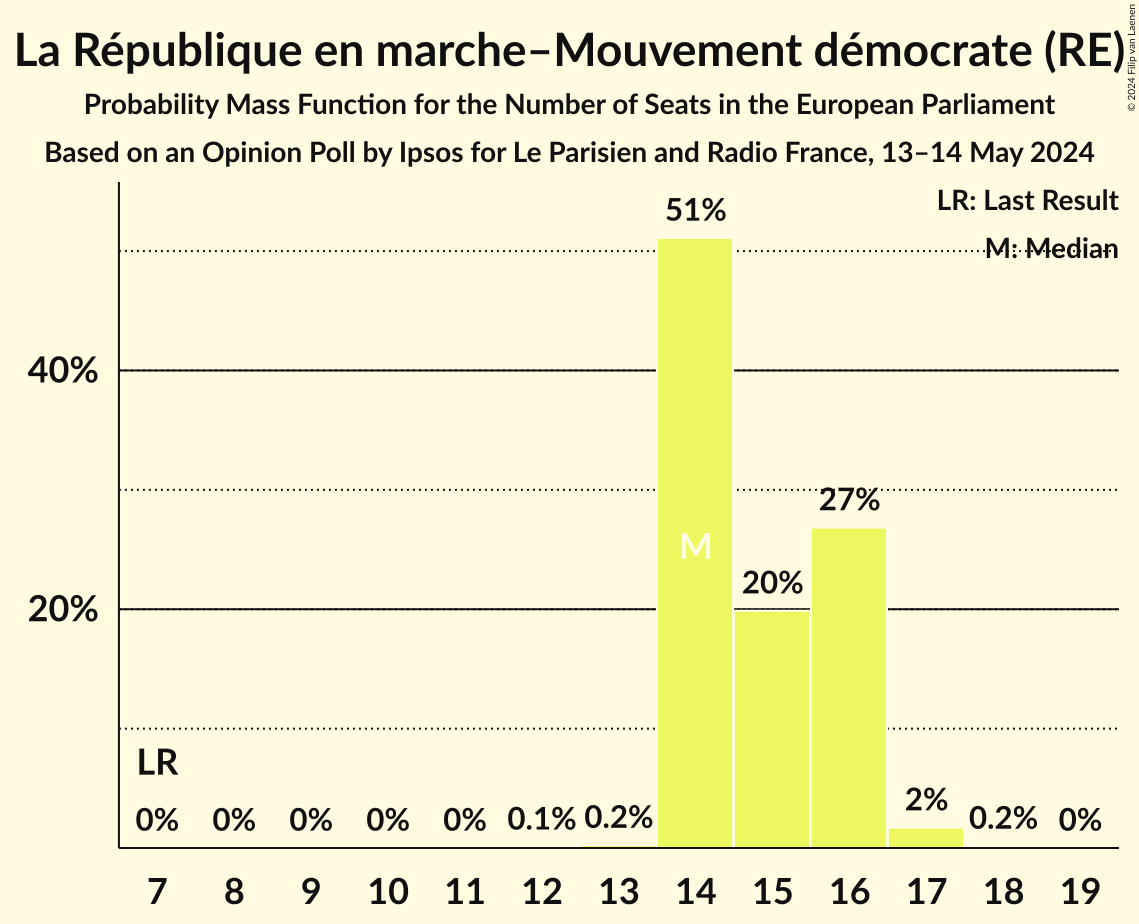 La République en marche–Mouvement démocrate (RE)
Probability Mass Function for the Number of Seats in the European Parliament
Based on an Opinion Poll by Ipsos for Le Parisien and Radio France, 13–14 May 2024
© 2024 Filip van Laenen
LR: Last Result
M: Median
51%
40%
27%
M
20%
20%
LR
2%
0% 0% 0% 0% 0% 0.1% 0.2% 0.2% 0%
7 8 9 10 11 12 13 14 15 16 17 18 19